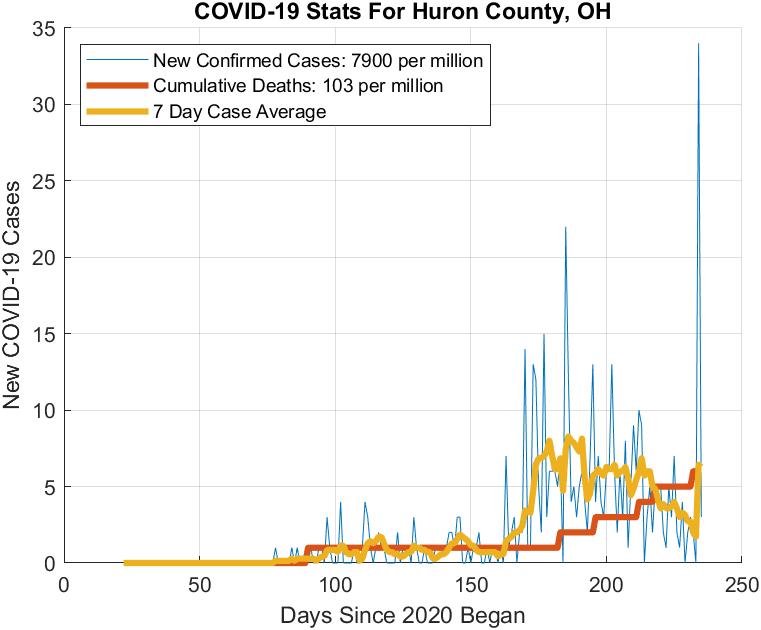 COVID-19 Stats For Huron County, OH
New Confirmed Cases: 7900 per million
Cumulative Deaths: 103 per million
7 Day Case Average
35
30
25
20
15
10
5
0
New COVID-19 Cases
0 50 100 150 200 250
Days Since 2020 Began